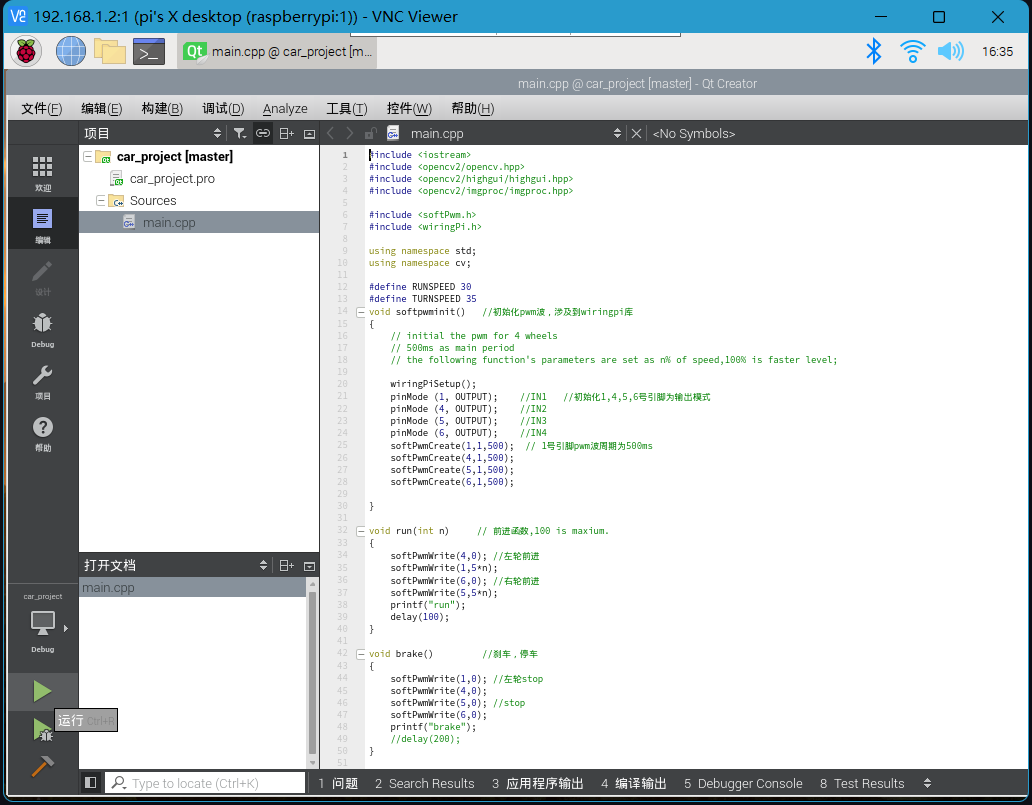 192.168.1.2:1 (pi's X desktop (raspberrypi:1)) - VNC Viewer
main.cpp @ car_project [m...
16:35
main.cpp @ car_project [master] - Qt Creator
文件(F) 编辑(E) 构建(B) 调试(D) Analyze 工具(T) 控件(W) 帮助(H)
项目
main.cpp
<No Symbols>
欢迎
编辑
设计
Debug
项目
帮助
car_project [master]
car_project.pro
Sources
main.cpp
打开文档
main.cpp
car_project
Debug
运行 Ctrl+R
1 #include <iostream>
2 #include <opencv2/opencv.hpp>
3 #include <opencv2/highgui/highgui.hpp>
4 #include <opencv2/imgproc/imgproc.hpp>
5
6 #include <softPwm.h>
7 #include <wiringPi.h>
8
9 using namespace std;
10 using namespace cv;
11
12 #define RUNSPEED 30
13 #define TURNSPEED 35
14 void softpwminit() //初始化pwm波，涉及到wiringpi库
15 {
16 // initial the pwm for 4 wheels
17 // 500ms as main period
18 // the following function's parameters are set as n% of speed,100% is faster level;
19
20 wiringPiSetup();
21 pinMode (1, OUTPUT); //IN1 //初始化1,4,5,6号引脚为输出模式
22 pinMode (4, OUTPUT); //IN2
23 pinMode (5, OUTPUT); //IN3
24 pinMode (6, OUTPUT); //IN4
25 softPwmCreate(1,1,500); // 1号引脚pwm波周期为500ms
26 softPwmCreate(4,1,500);
27 softPwmCreate(5,1,500);
28 softPwmCreate(6,1,500);
29
30 }
31
32 void run(int n) // 前进函数,100 is maxium.
33 {
34 softPwmWrite(4,0); //左轮前进
35 softPwmWrite(1,5*n);
36 softPwmWrite(6,0); //右轮前进
37 softPwmWrite(5,5*n);
38 printf("run");
39 delay(100);
40 }
41
42 void brake() //刹车，停车
43 {
44 softPwmWrite(1,0); //左轮stop
45 softPwmWrite(4,0);
46 softPwmWrite(5,0); //stop
47 softPwmWrite(6,0);
48 printf("brake");
49 //delay(200);
50 }
51
Type to locate (Ctrl+K)
1 问题 2 Search Results 3 应用程序输出 4 编译输出 5 Debugger Console 8 Test Results